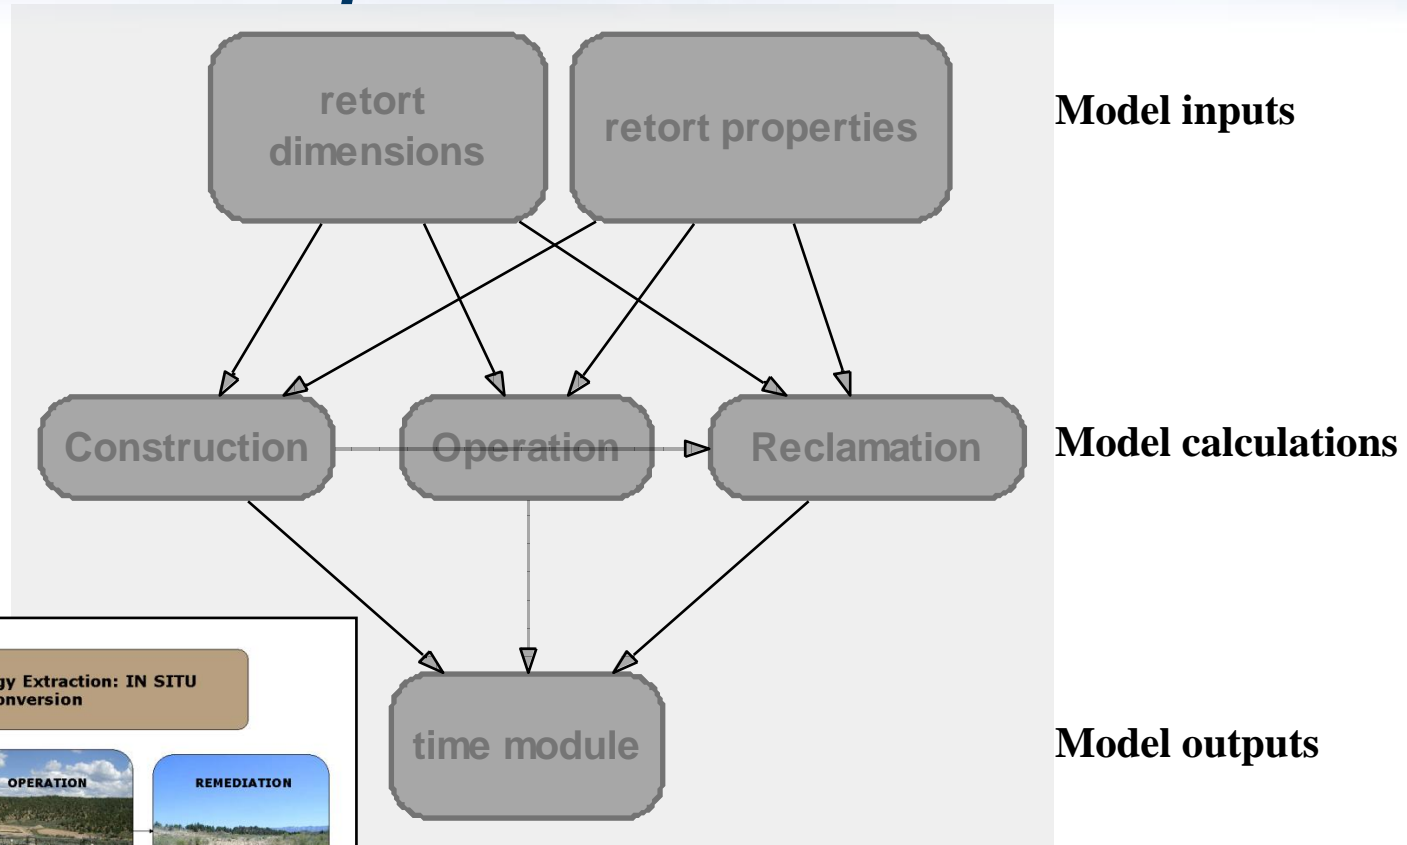 retort
dimensions
retort properties
Model inputs
Construction
Operation
Reclamation
Model calculations
time module
Model outputs
gy Extraction: IN SITU
onversion
OPERATION
REMEDIATION